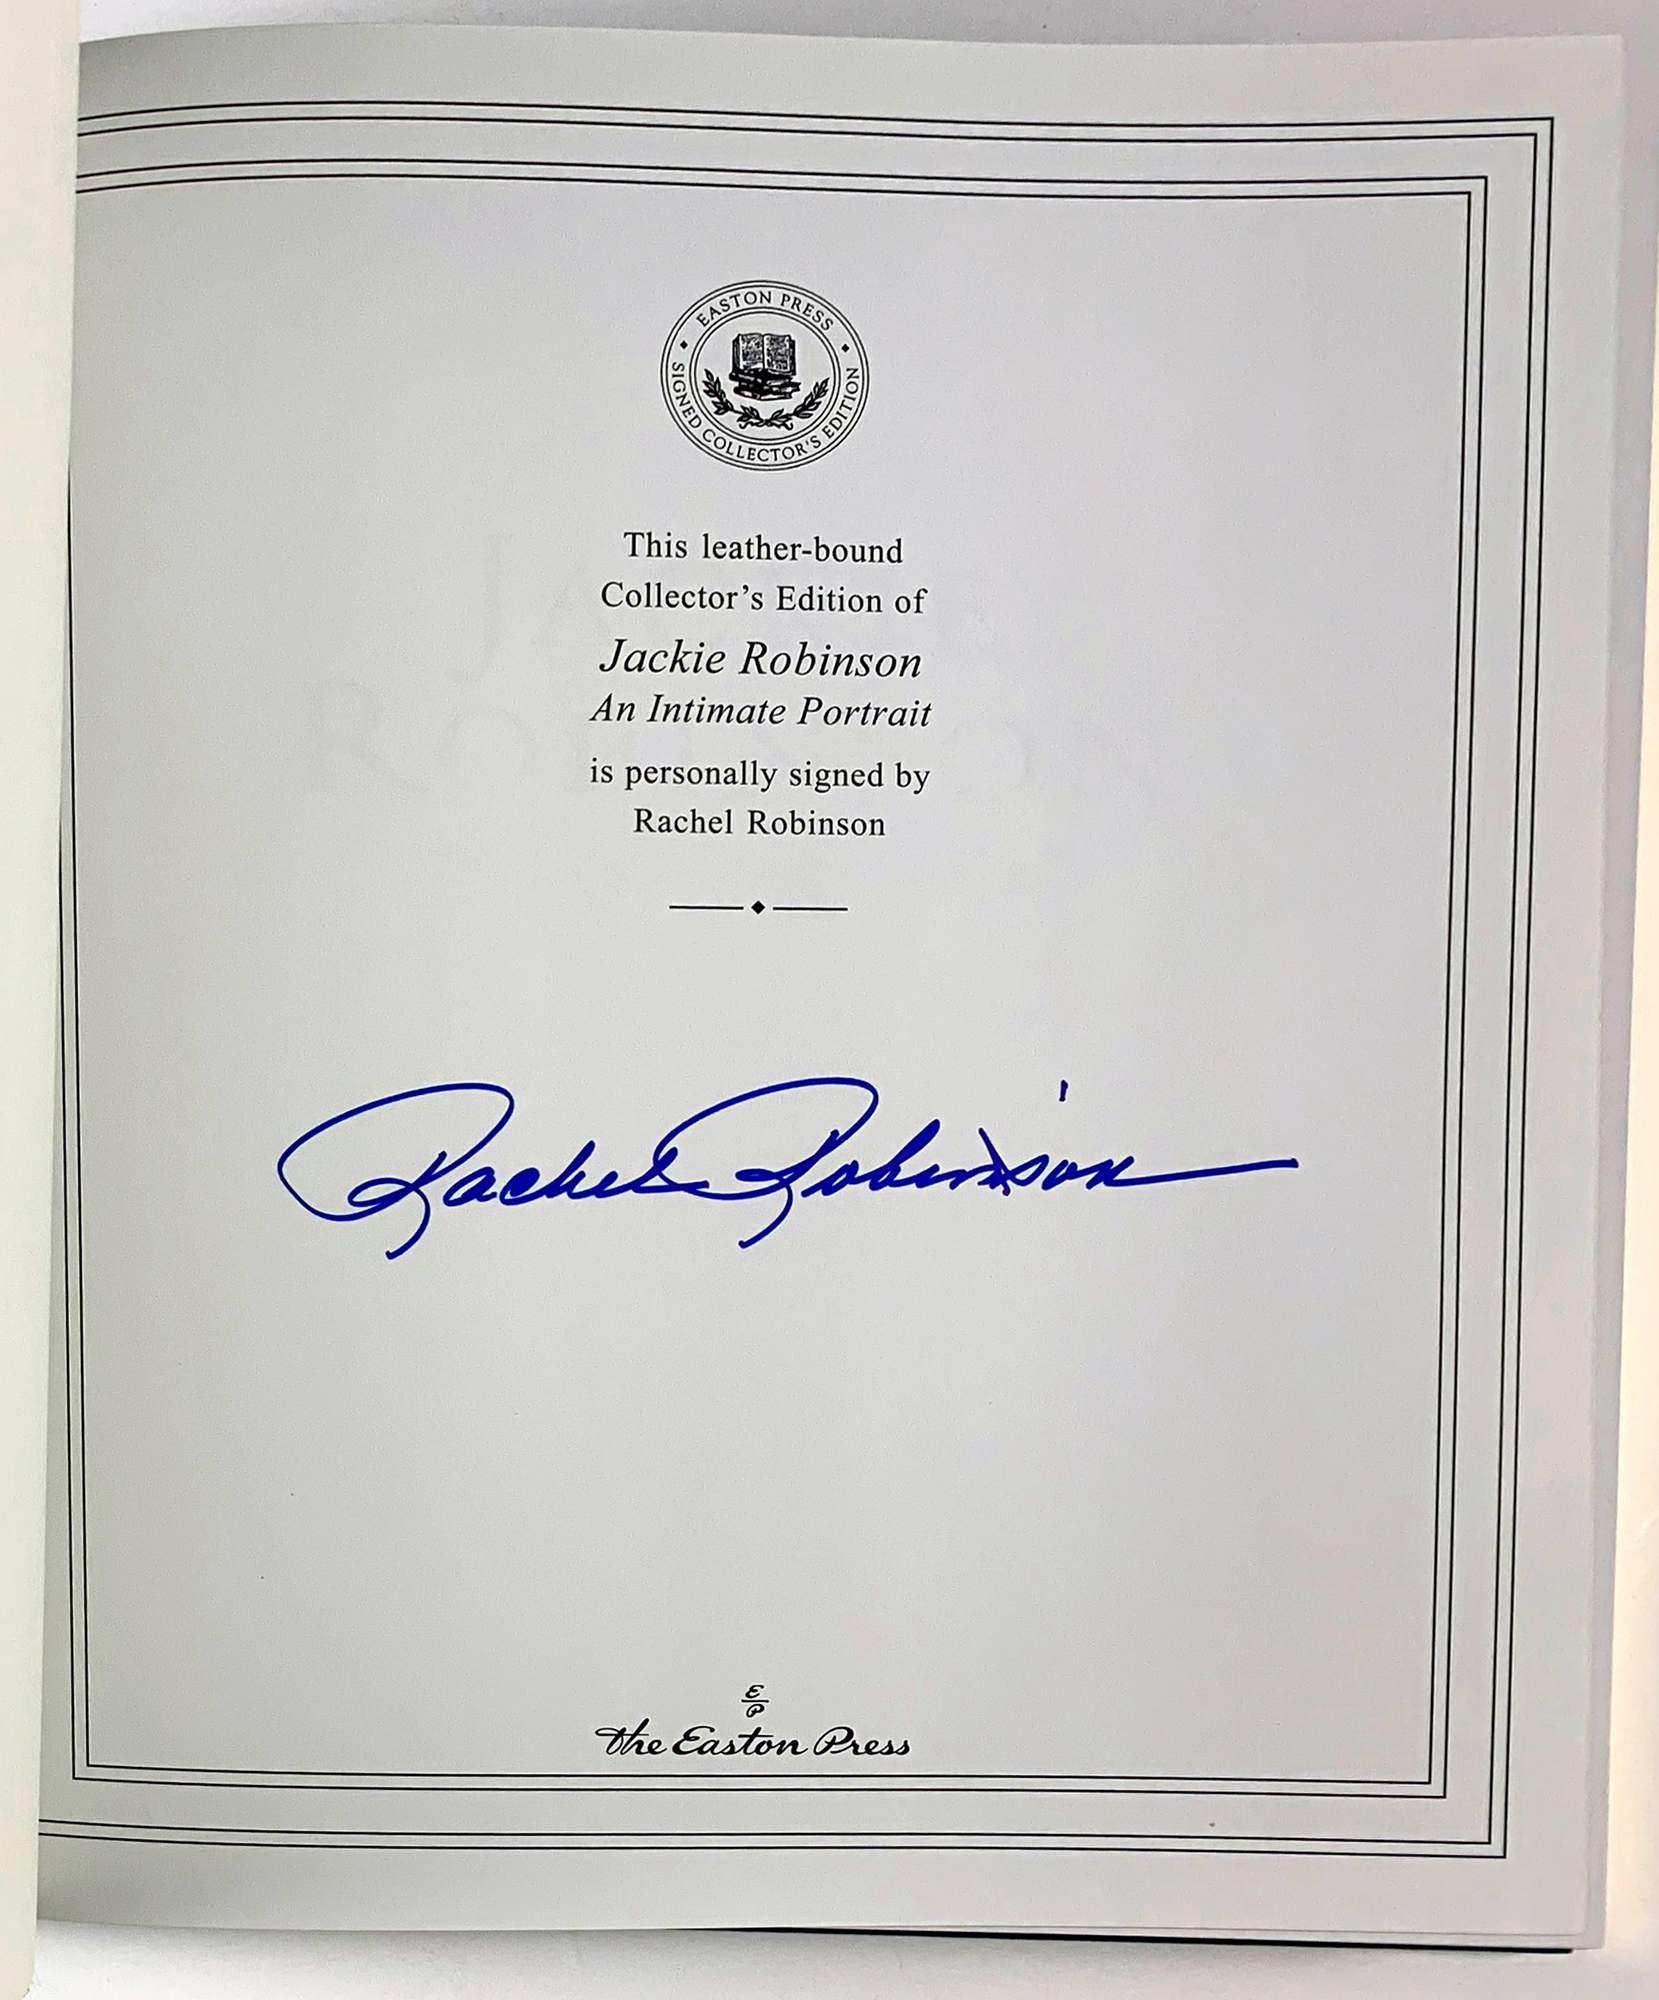 EASTON PRESS
SIGNED COLLECTOR'S EDITION
This leather-bound
Collector's Edition of
Jackie Robinson
An Intimate Portrait
is personally signed by
Rachel Robinson
Rachel Robinson
E
P
The Easton Press